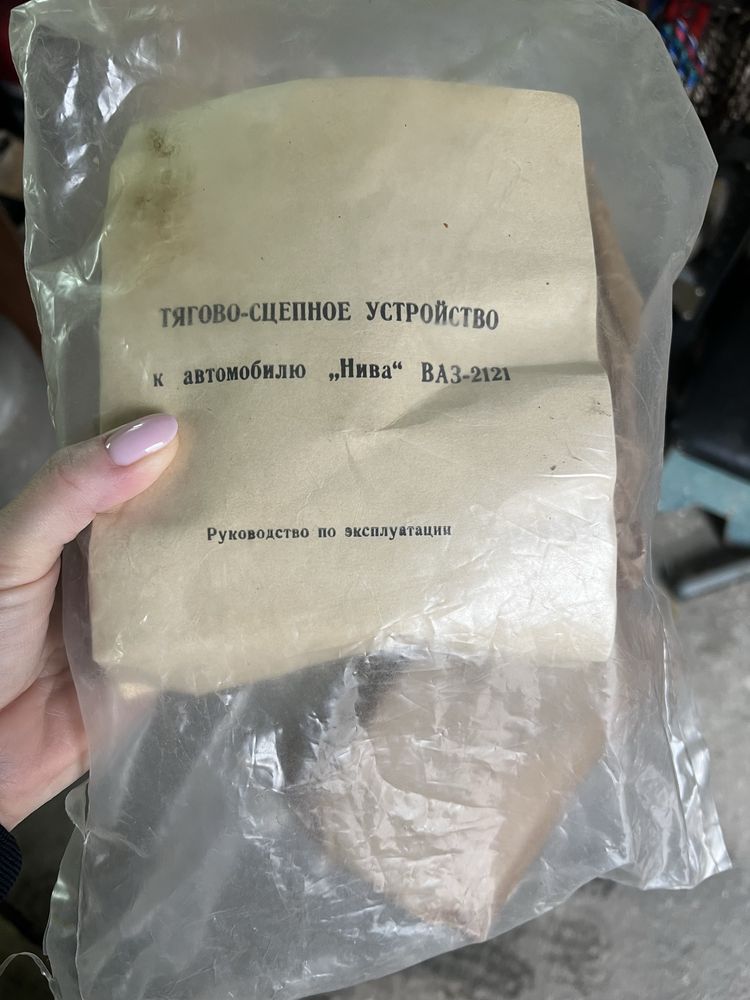 ТЯГОВО-СЦЕПНОЕ УСТРОЙСТВО
к автомобилю „Нива“ ВАЗ-2121
Руководство по эксплуатации